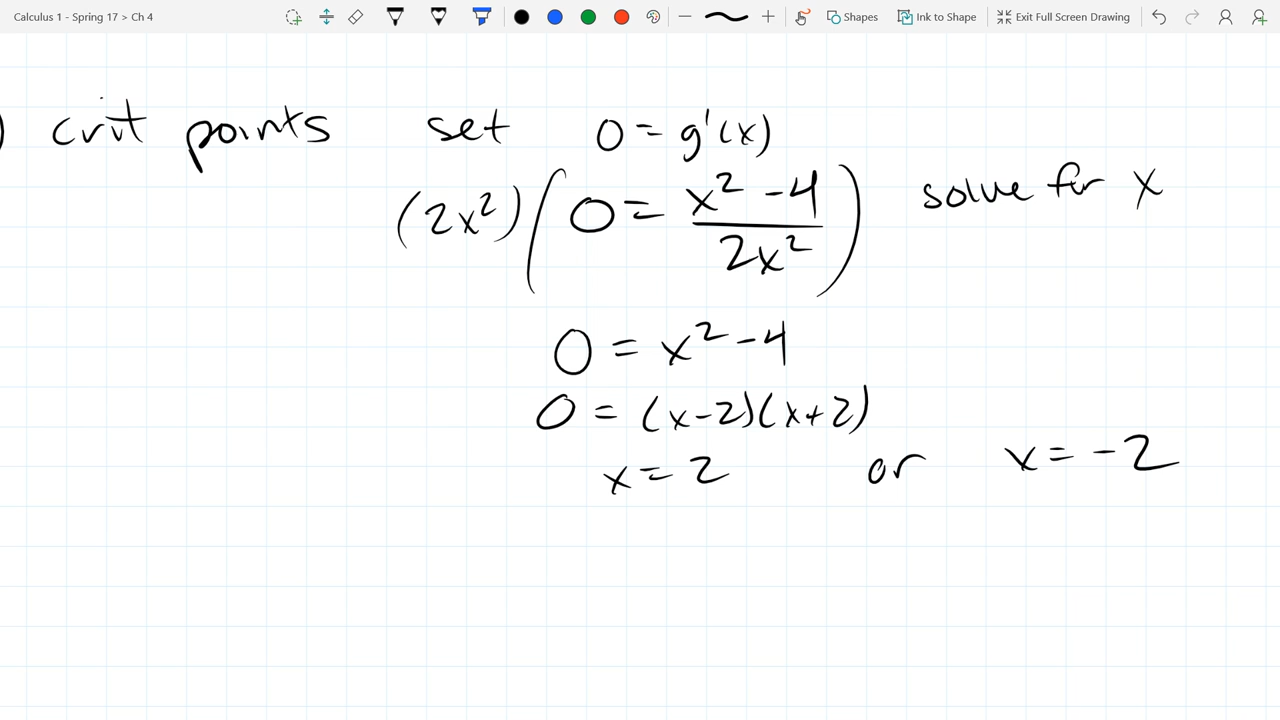 Calculus 1 - Spring 17 > Ch 4 Shapes Ink to Shape Exit Full Screen Drawing
) crit points set 0 = g'(x)
(2x²)(0 = (x² - 4)/(2x²)) solve for x
0 = x² - 4
0 = (x-2)(x+2)
x = 2 or x = -2